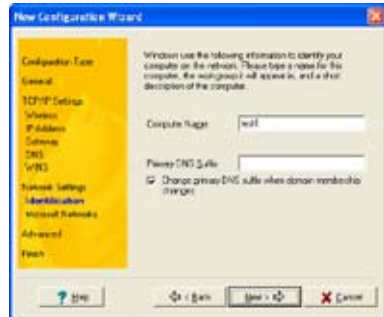 New Configuration Wizard
Configuration Type
General
TCP/IP Settings
Wireless
IP Address
Gateway
DNS
WINS
Network Settings
Identification
Microsoft Networks
Advanced
Finish
Windows use the following information to identify your
computer on the network. Please type a name for this
computer, the workgroup it will appear in, and a short
description of the computer.
Computer Name:
test1
Primary DNS Suffix
Change primary DNS suffix when domain membership
changes
? Help
< Back
Next >
Cancel